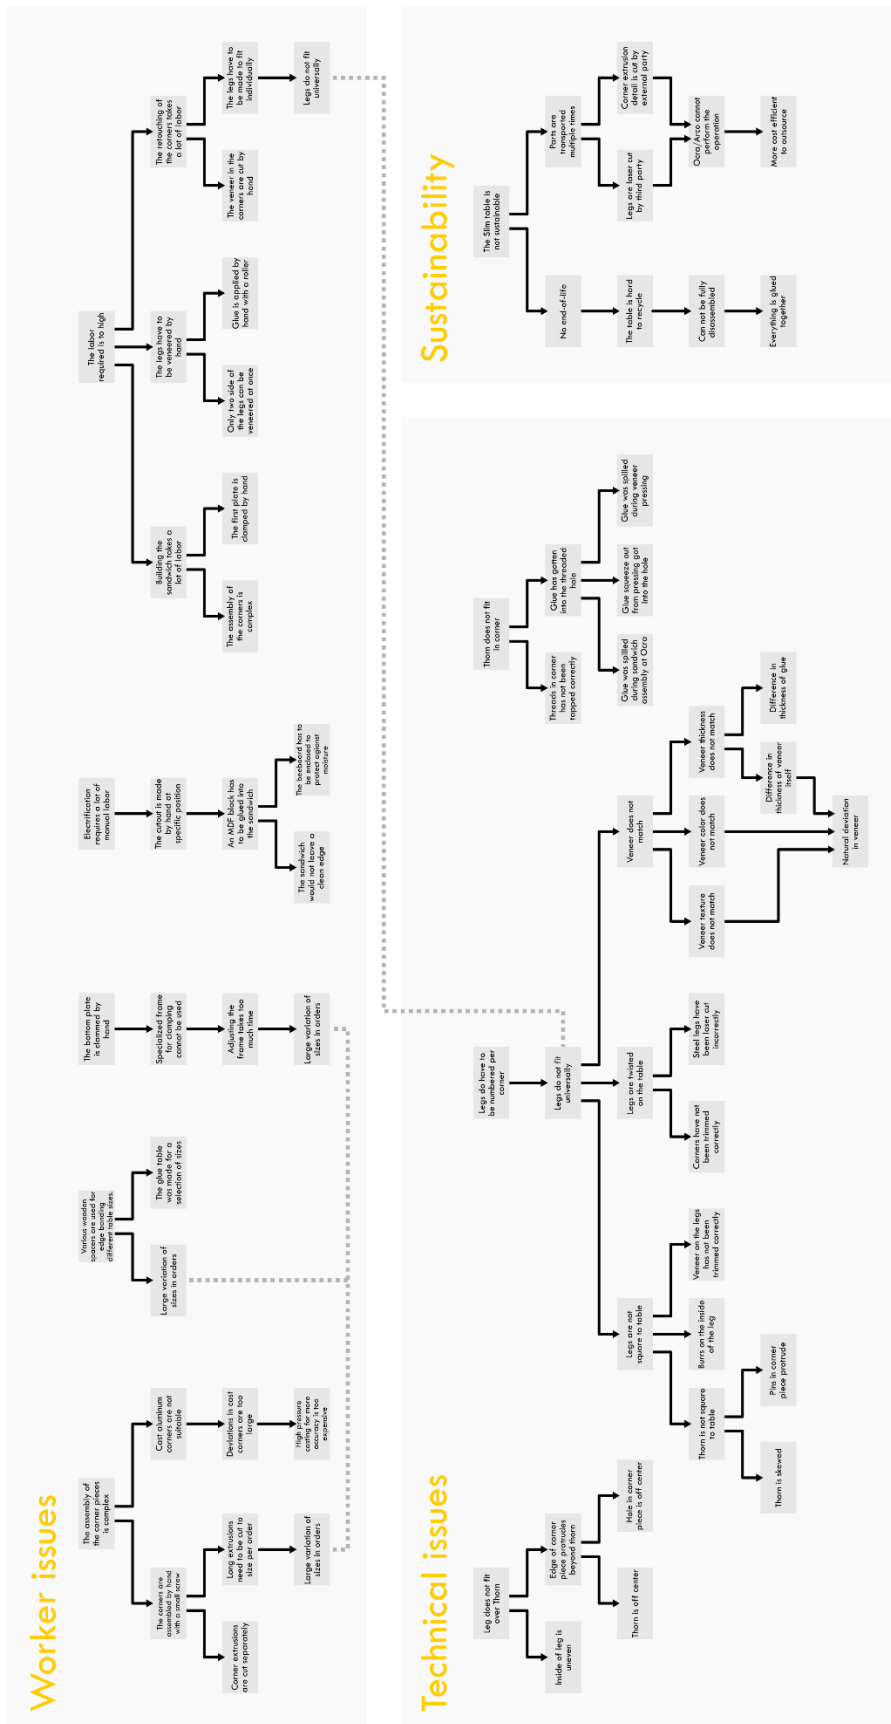 Worker issues
The assembly of
the corner pieces
is complex
The corners are
assembled by hand
with a small screw
Corner extrusions
are cut separately
Long extrusions
need to be cut to
size per order
Large variation of
sizes in orders
Cast aluminum
corners are not
suitable
Deviations in cast
corners are too
large
High pressure
casting for more
accuracy is too
expensive
Various wooden
spacers are used for
edge banding
different table sizes.
Large variation of
sizes in orders
The glue table
was made for a
selection of sizes
The bottom plate
is clammed by
hand
Specialized frame
for clamping
cannot be used
Adjusting the
frame takes too
much time
Large variation of
sizes in orders
Electrification
requires a lot of
manual labor
The cutout is made
by hand at
specific position
An MDF block has
to be glued into
the sandwich
The sandwich
would not leave a
clean edge
The beeboard has to
be enclosed to
protect agianst
moisture
The labor
required is to high
Building the
sandwich takes a
lot of labor
The assembly of
the corners is
complex
The first plate is
clamped by hand
The legs have to
be veneered by
hand
Only two side of
the legs can be
veneered at once
Glue is applied by
hand with a roller
The retouching of
the corners takes
a lot of labor
The veneer in the
corners are cut by
hand
The legs have to
be made to fit
individually
Legs do not fit
universally
Technical issues
Leg does not fit
over Thorn
Inside of leg is
uneven
Edge of corner
piece protrudes
beyond thorn
Thorn is off center
Hole in corner
piece is off center
Legs do have to
be numbered per
corner
Legs do not fit
universally
Legs are not
square to table
Thorn is not square
to table
Thorn is skewed
Pins in corner
piece protrude
Burrs on the inside
of the leg
Veneer on the legs
has not been
trimmed correctly
Legs are twisted
on the table
Corners have not
been trimmed
correctly
Steel legs have
been laser cut
incorrectly
Veneer does not
match
Veneer texture
does not match
Veneer color does
not match
Veneer thickness
does not match
Difference in
thickness of veneer
itself
Difference in
thickness of glue
Natural deviation
in veneer
Thorn does not fit
in corner
Threads in corner
has not been
tapped correctly
Glue has gotten
into the threaded
hole
Glue was spilled
during sandwich
assembly at Ocra
Glue squeeze out
from pressing got
into the hole
Glue was spilled
during veneer
pressing
Sustainability
The Slim table is
not sustainable
No end-of-life
The table is hard
to recycle
Can not be fully
disassembled
Everything is glued
together
Parts are
transported
multiple times
Legs are laser cut
by third party
Corner extrusion
detail is cut by
external party
Ocra/Arco cannot
perform the
operation
More cost efficient
to outsource